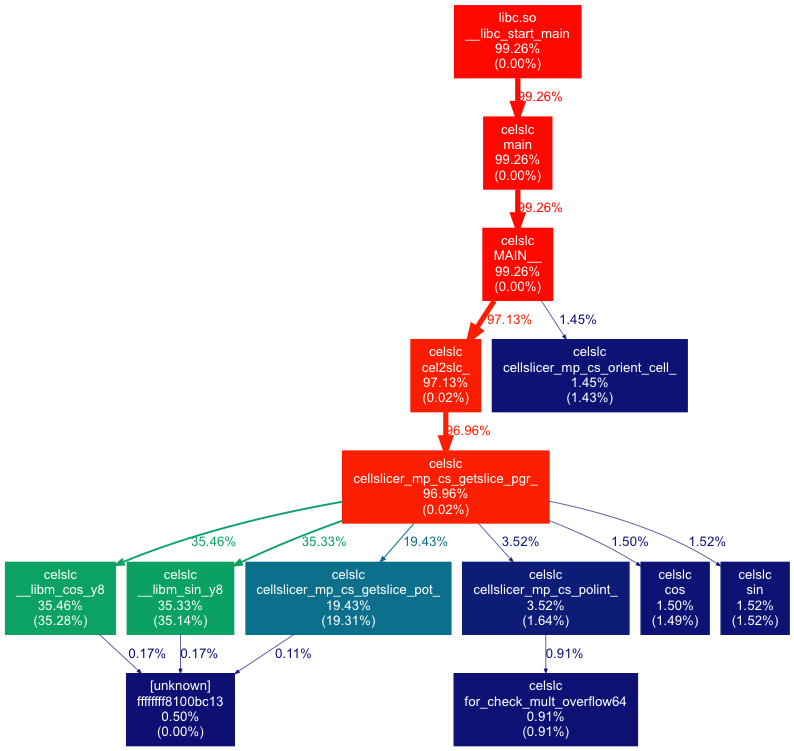 libc.so
__libc_start_main
99.26%
(0.00%)
99.26%
celslc
main
99.26%
(0.00%)
99.26%
celslc
MAIN__
99.26%
(0.00%)
97.13%
1.45%
celslc
cel2slc_
97.13%
(0.02%)
celslc
cellslicer_mp_cs_orient_cell_
1.45%
(1.43%)
96.96%
celslc
cellslicer_mp_cs_getslice_pgr_
96.96%
(0.02%)
35.46%
35.33%
19.43%
3.52%
1.50%
1.52%
celslc
__libm_cos_y8
35.46%
(35.28%)
celslc
__libm_sin_y8
35.33%
(35.14%)
celslc
cellslicer_mp_cs_getslice_pot_
19.43%
(19.31%)
celslc
cellslicer_mp_cs_polint_
3.52%
(1.64%)
celslc
cos
1.50%
(1.49%)
celslc
sin
1.52%
(1.52%)
0.17%
0.17%
0.11%
0.91%
[unknown]
ffffffff8100bc13
0.50%
(0.00%)
celslc
for_check_mult_overflow64
0.91%
(0.91%)